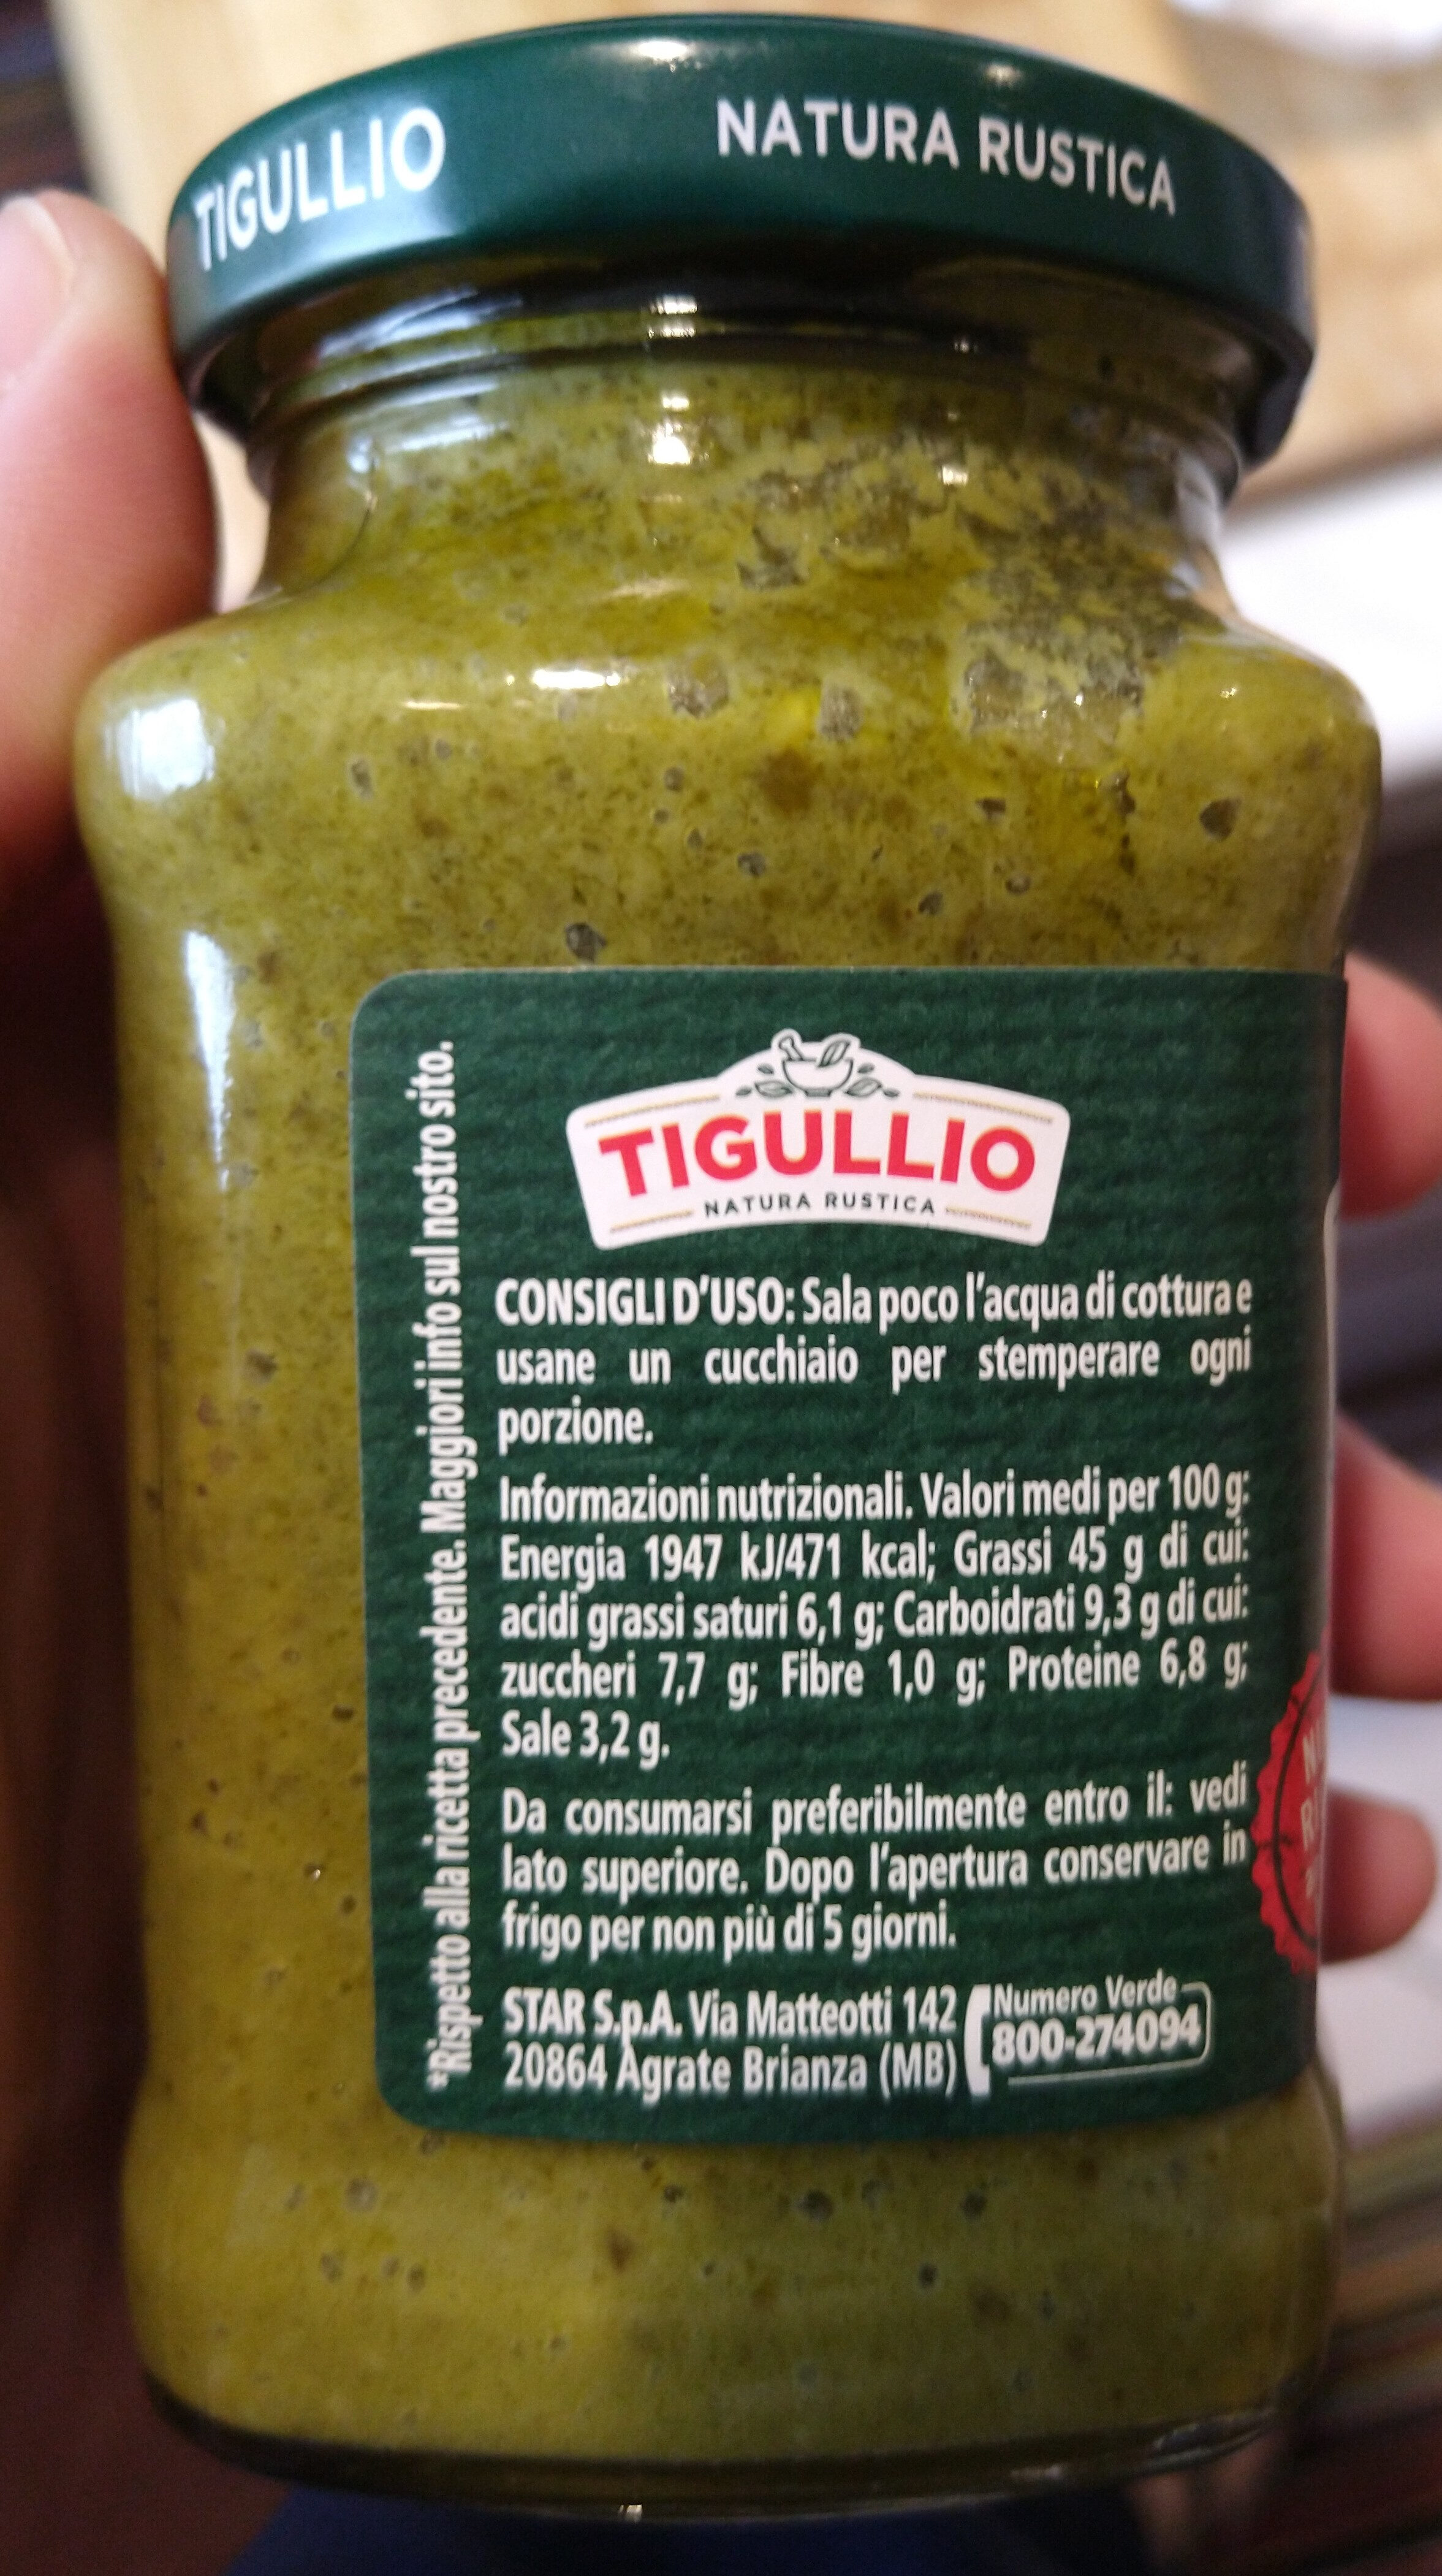 TIGULLIO
NATURA RUSTICA
TIGULLIO
NATURA RUSTICA
CONSIGLI D'USO: Sala poco l'acqua di cottura e
usane un cucchiaio per stemperare ogni
porzione.
Informazioni nutrizionali. Valori medi per 100 g:
Energia 1947 kJ/471 kcal; Grassi 45 g di cui:
acidi grassi saturi 6,1 g; Carboidrati 9,3 g di cui:
zuccheri 7,7 g; Fibre 1,0 g; Proteine 6,8 g;
Sale 3,2 g.
Da consumarsi preferibilmente entro il: vedi
lato superiore. Dopo l'apertura conservare in
frigo per non più di 5 giorni.
STAR S.p.A. Via Matteotti 142
20864 Agrate Brianza (MB)
Numero Verde
800-274094
*Rispetto alla ricetta precedente. Maggiori info sul nostro sito.